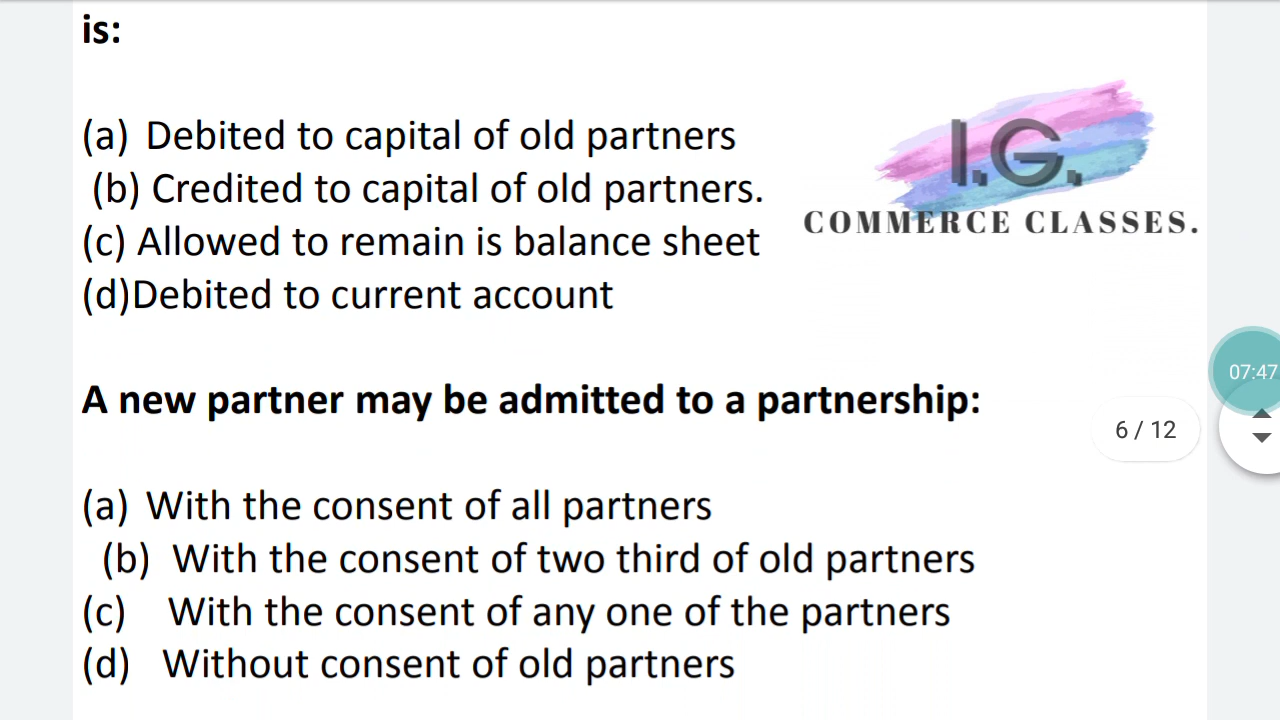 is:
(a) Debited to capital of old partners
(b) Credited to capital of old partners.
(c) Allowed to remain is balance sheet
(d)Debited to current account
I.G.
COMMERCE CLASSES.
A new partner may be admitted to a partnership:
07:47
6 / 12
(a) With the consent of all partners
(b) With the consent of two third of old partners
(c) With the consent of any one of the partners
(d) Without consent of old partners